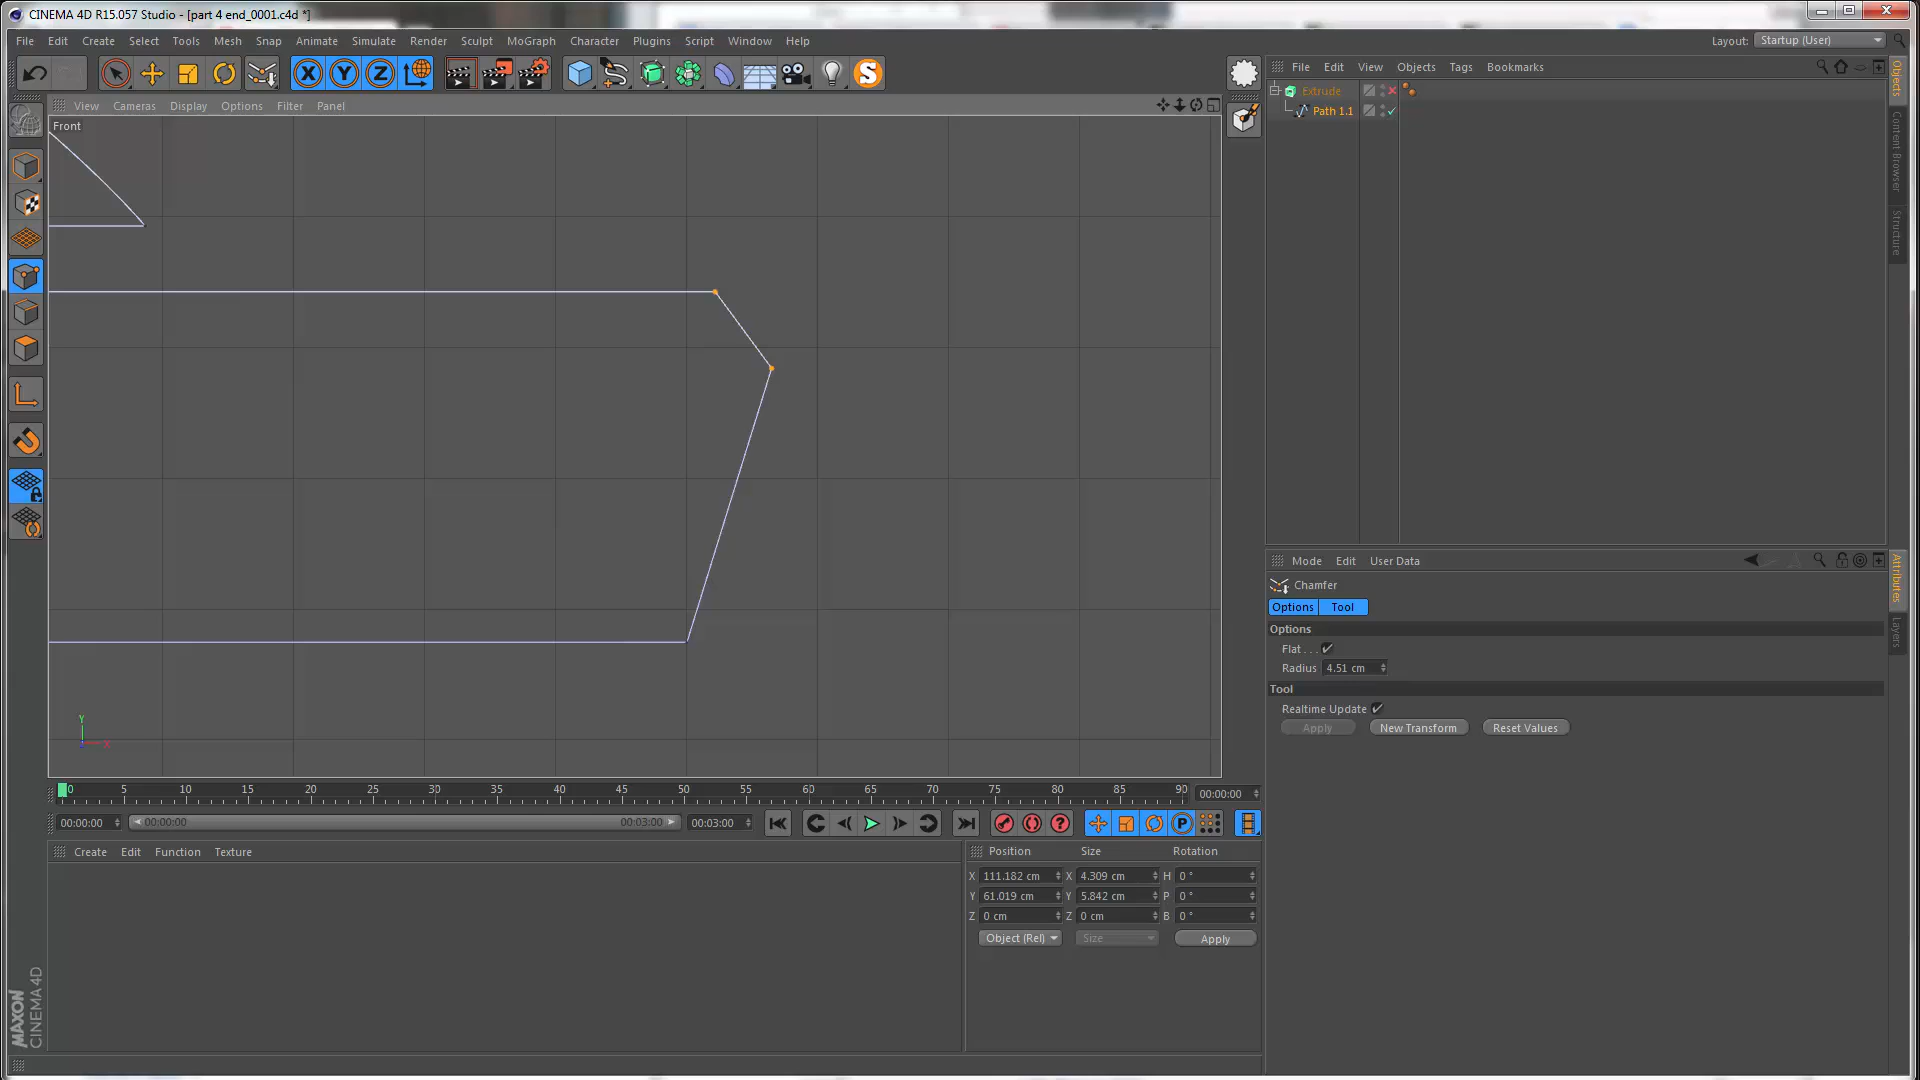 CINEMA 4D R15.057 Studio - [part 4 end_0001.c4d *]
File Edit Create Select Tools Mesh Snap Animate Simulate Render Sculpt MoGraph Character Plugins Script Window Help
Layout: Startup (User)
X Y Z
S
File Edit View Objects Tags Bookmarks
View Cameras Display Options Filter Panel
Front
Extrude
Path 1.1
Objects
Content Browser
Structure
Mode Edit User Data
Chamfer
Options Tool
Options
Flat . . .
Radius 4.51 cm
Tool
Realtime Update
Apply New Transform Reset Values
Attributes
Layers
Y
X
0 5 10 15 20 25 30 35 40 45 50 55 60 65 70 75 80 85 90 00:00:00
00:00:00 00:00:00 00:03:00 00:03:00
P
Create Edit Function Texture
Position Size Rotation
X 111.182 cm X 4.309 cm H 0 °
Y 61.019 cm Y 5.842 cm P 0 °
Z 0 cm Z 0 cm B 0 °
Object (Rel) Size Apply
MAXON
CINEMA 4D